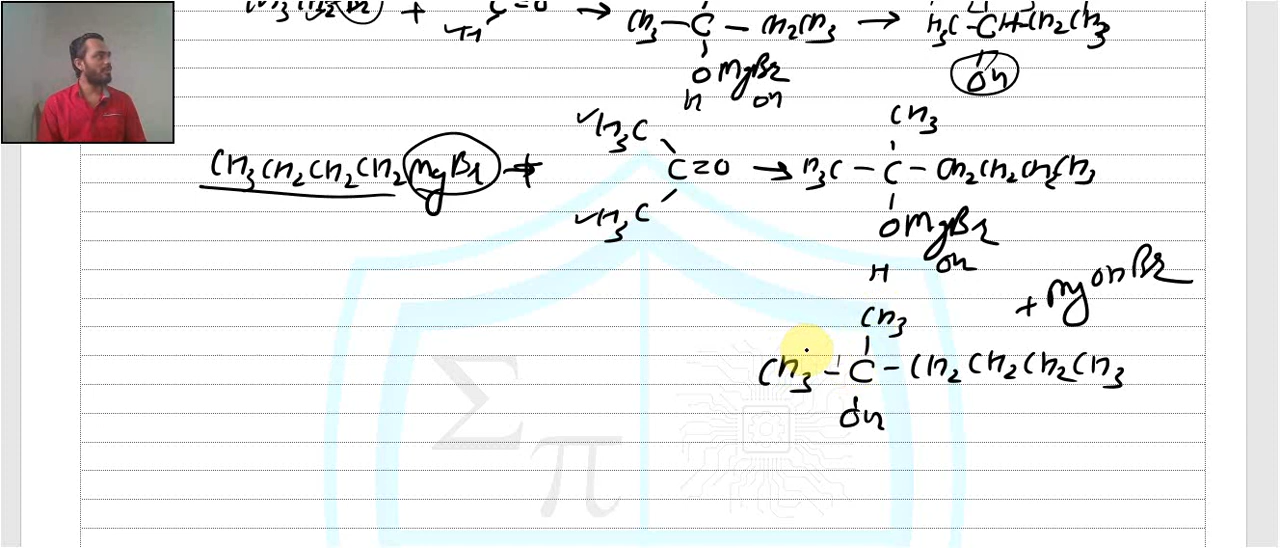 + C=O → CH3—C—CH2CH3 → H3C-C-CH2CH3
OMgBr OH
H OH
CH3CH2CH2CH2MgBr + H3C C=O → H3C—C—CH2CH2CH2CH3
CH3
H3C
OMgBr
H OH
+ MgOHBr
CH3
CH3-C-CH2CH2CH2CH3
OH
Σ
π